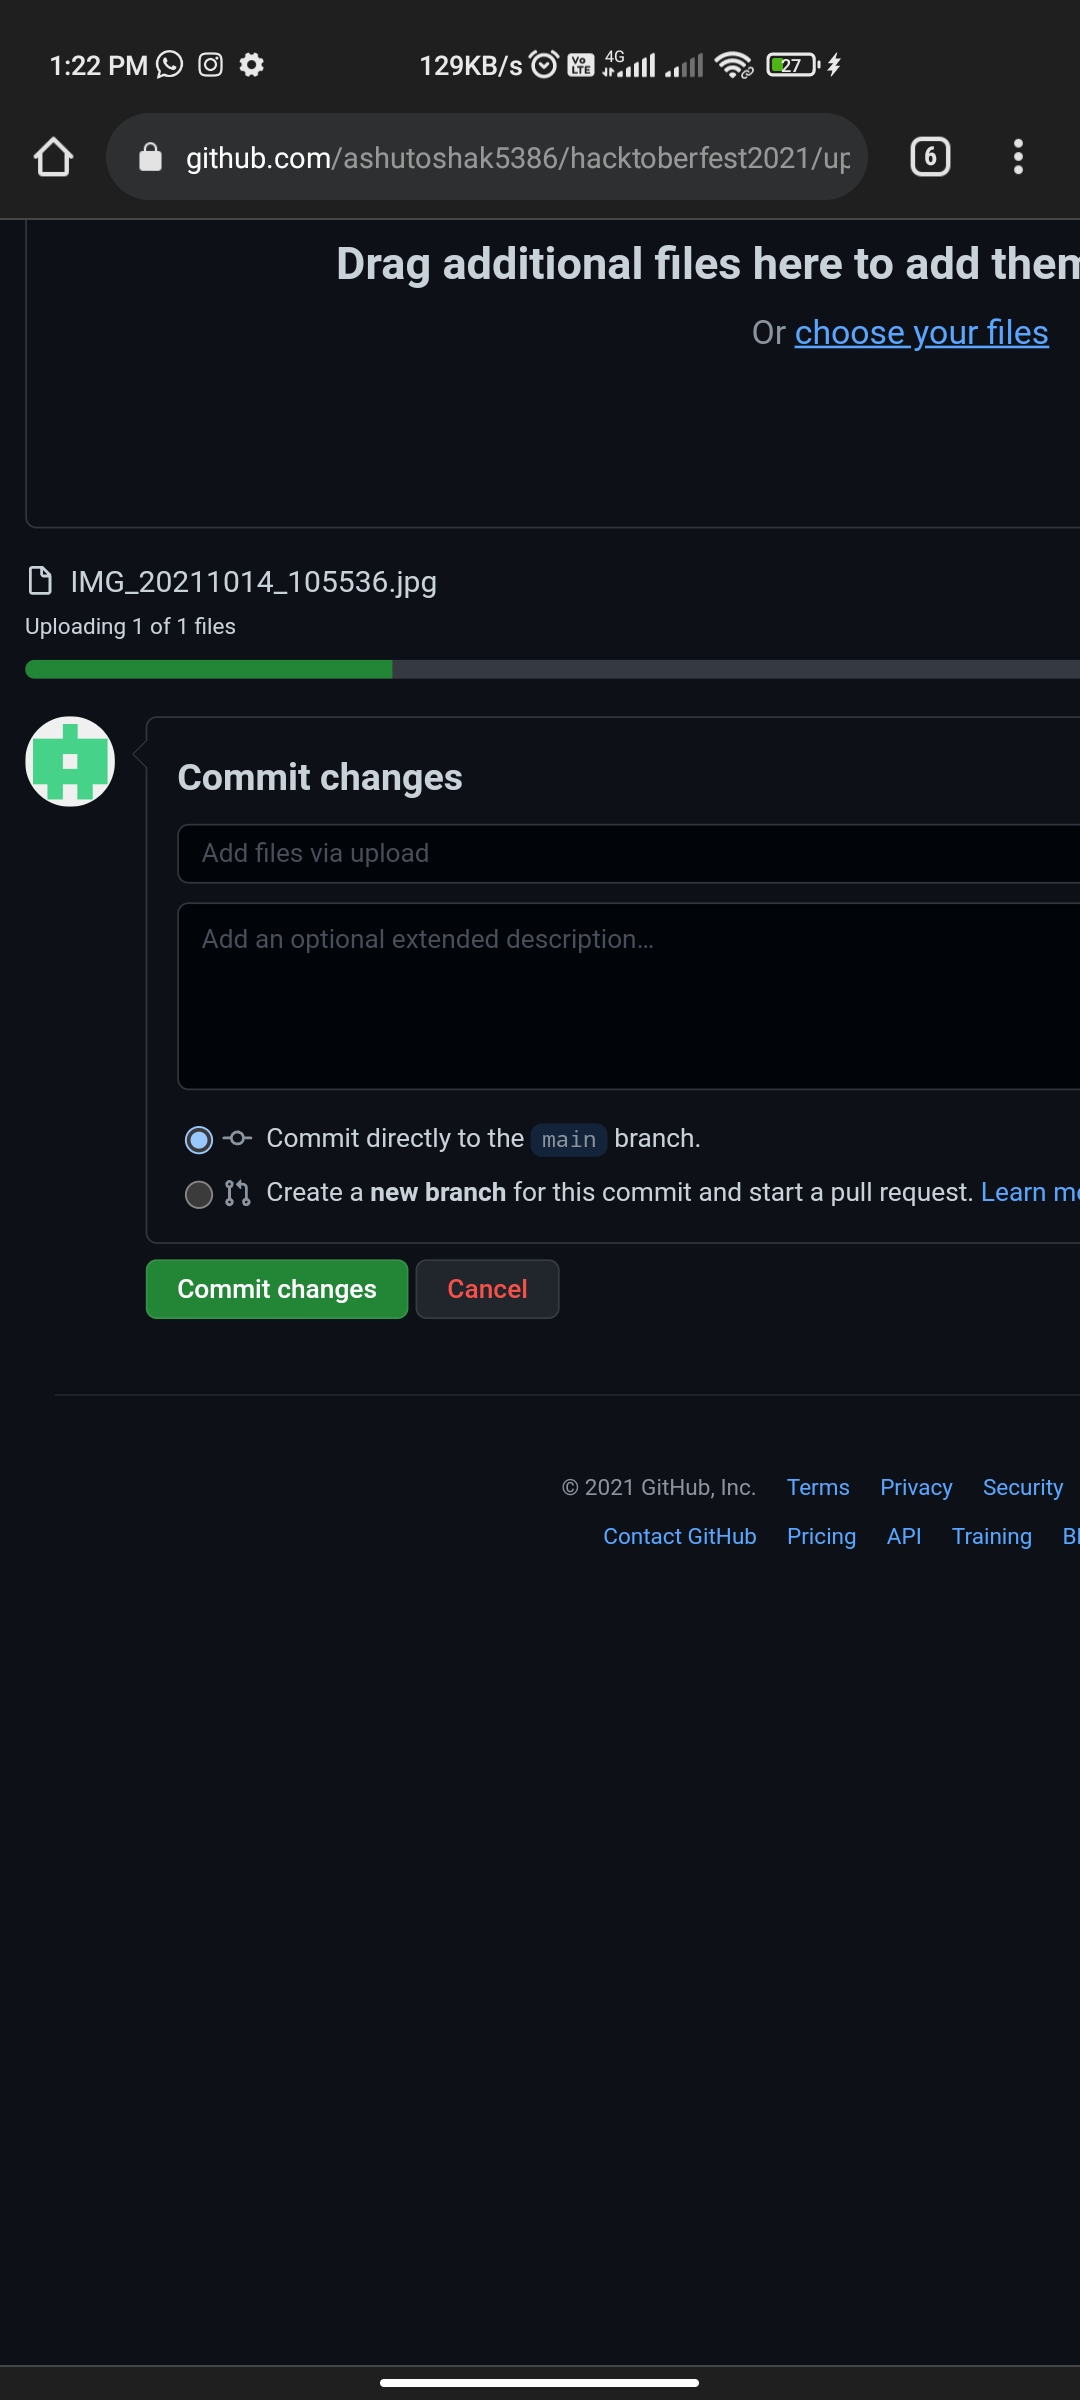 1:22 PM 129KB/s Vo LTE 4G 27
github.com/ashutoshak5386/hacktoberfest2021/up
6
Drag additional files here to add them
Or choose your files
IMG_20211014_105536.jpg
Uploading 1 of 1 files
Commit changes
Add files via upload
Add an optional extended description…
Commit directly to the main branch.
Create a new branch for this commit and start a pull request. Learn mo
Commit changes Cancel
© 2021 GitHub, Inc. Terms Privacy Security
Contact GitHub Pricing API Training Bl